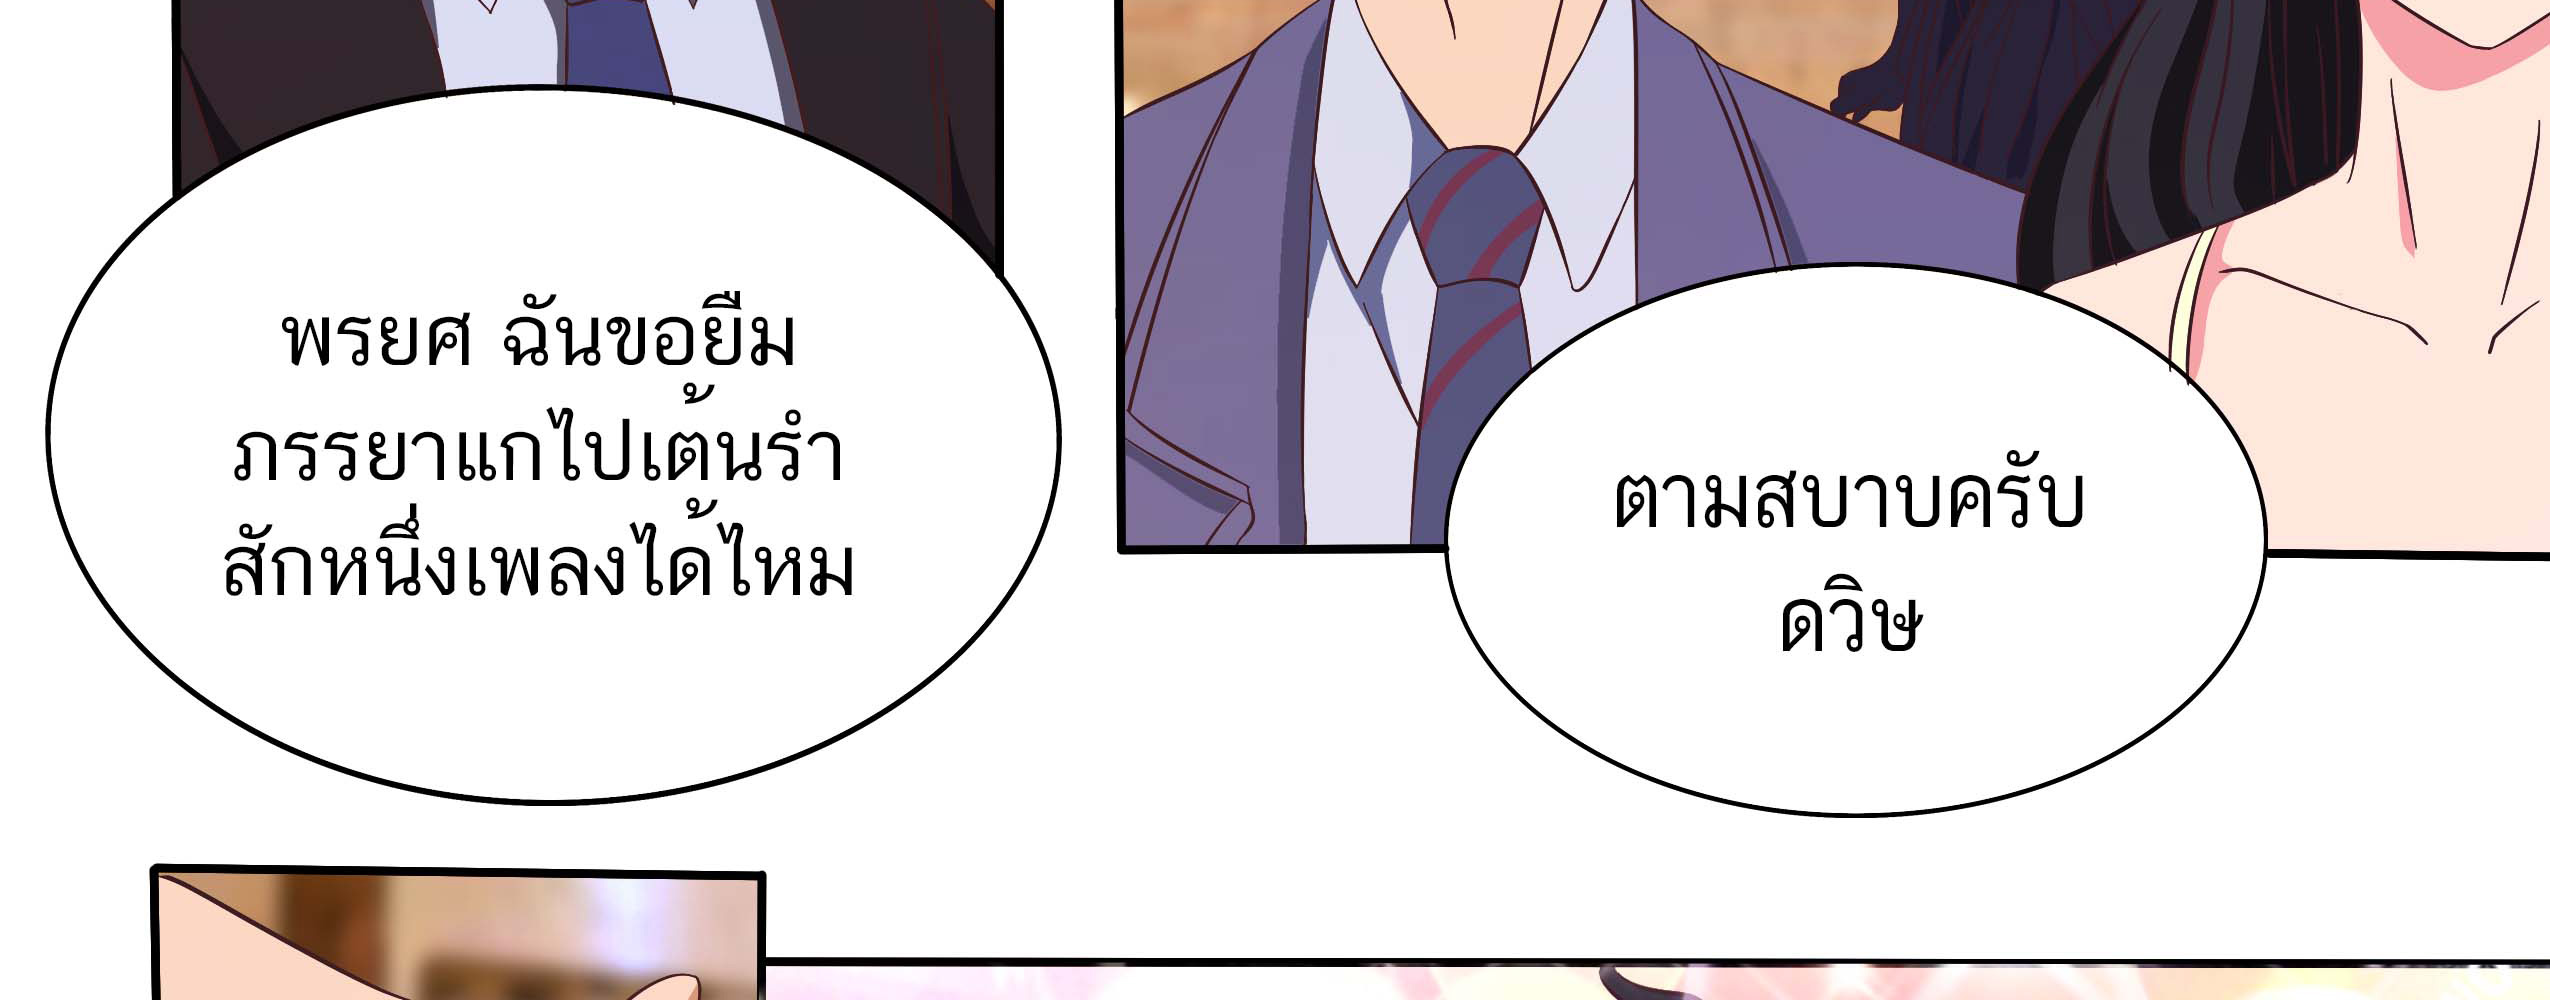 พรยศ ฉันขอยืม
ภรรยาแกไปเต้นรำ
สักหนึ่งเพลงได้ไหม
ตามสบาบครับ
ดวิษ